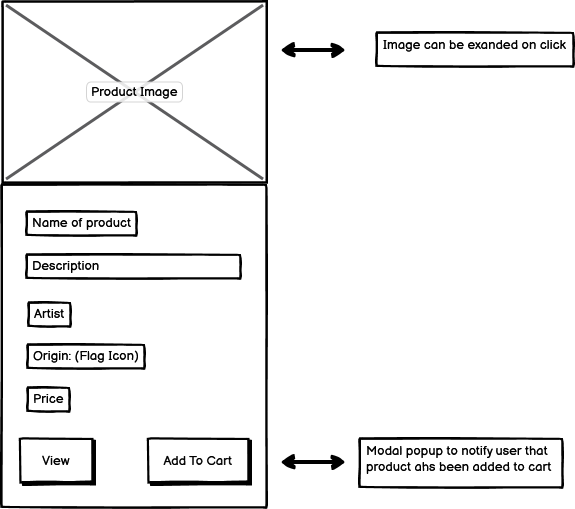 Product Image
Image can be exanded on click
Name of product
Description
Artist
Origin: (Flag Icon)
Price
View
Add To Cart
Modal popup to notify user that
product ahs been added to cart